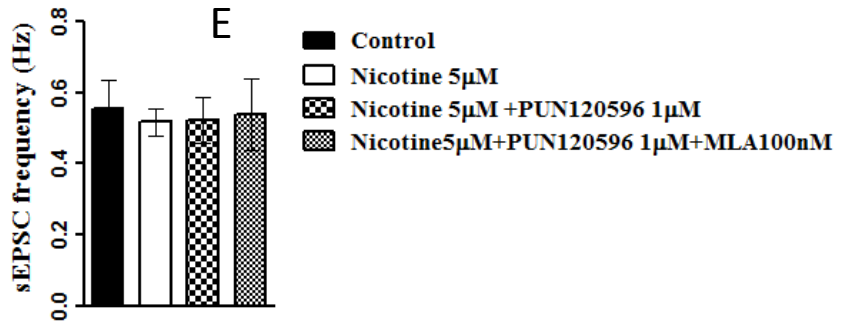 E
sEPSC frequency (Hz)
0.8
0.6
0.4
0.2
0.0
Control
Nicotine 5μM
Nicotine 5μM +PUN120596 1μM
Nicotine5μM+PUN120596 1μM+MLA100nM